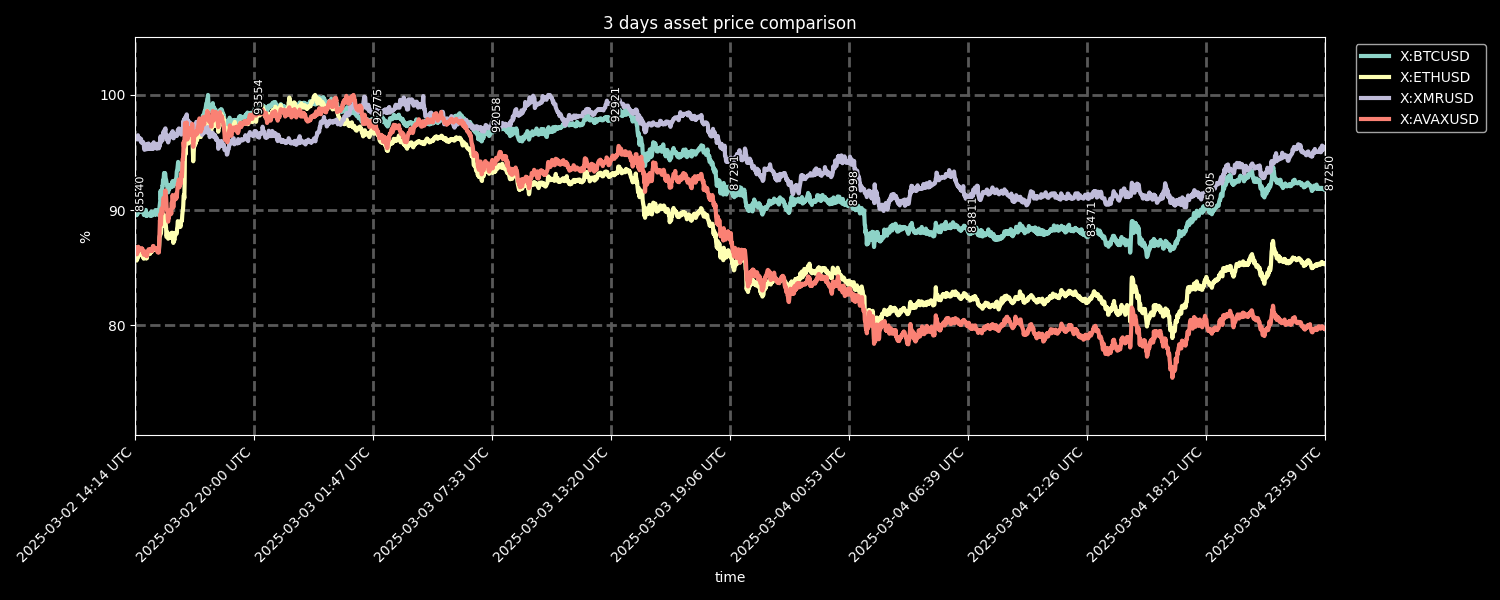 3 days asset price comparison
X:BTCUSD
X:ETHUSD
X:XMRUSD
X:AVAXUSD
100
90
80
%
85540
93554
92775
92058
92921
87291
85998
83811
83471
85905
87250
2025-03-02 14:14 UTC
2025-03-02 20:00 UTC
2025-03-03 01:47 UTC
2025-03-03 07:33 UTC
2025-03-03 13:20 UTC
2025-03-03 19:06 UTC
2025-03-04 00:53 UTC
2025-03-04 06:39 UTC
2025-03-04 12:26 UTC
2025-03-04 18:12 UTC
2025-03-04 23:59 UTC
time